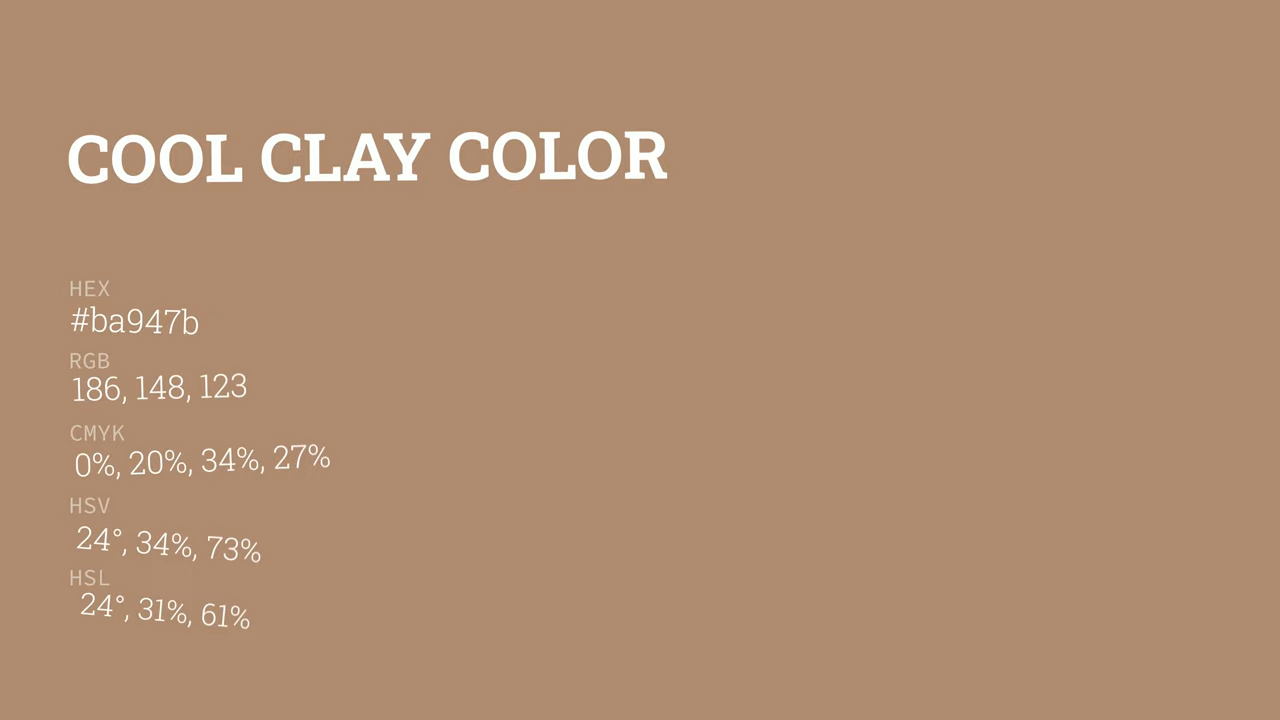 COOL CLAY COLOR
HEX
#ba947b
RGB
186, 148, 123
CMYK
0%, 20%, 34%, 27%
HSV
24°, 34%, 73%
HSL
24°, 31%, 61%